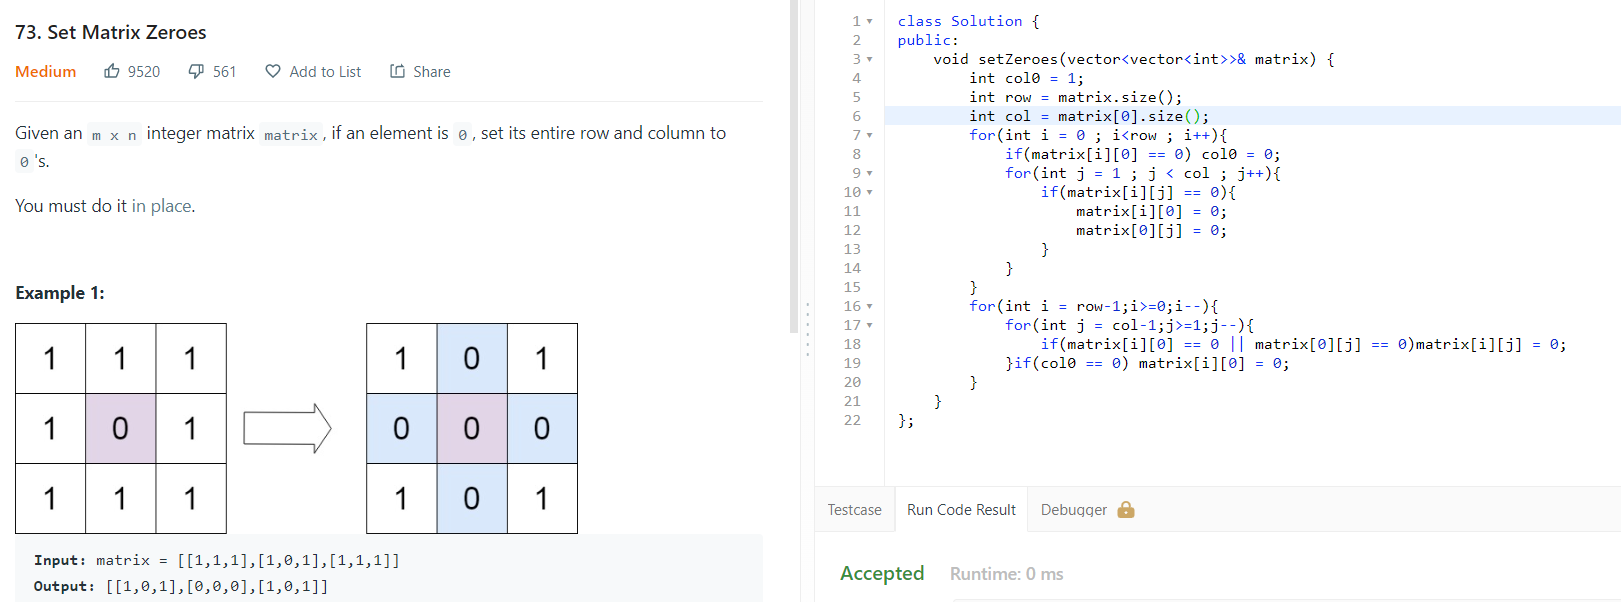 73. Set Matrix Zeroes
Medium 9520 561 Add to List Share
Given an m x n integer matrix matrix, if an element is 0, set its entire row and column to
0's.
You must do it in place.
Example 1:
1 1 1
1 0 1
1 1 1
1 0 1
0 0 0
1 0 1
Input: matrix = [[1,1,1],[1,0,1],[1,1,1]]
Output: [[1,0,1],[0,0,0],[1,0,1]]
1 class Solution {
2 public:
3     void setZeroes(vector<vector<int>>& matrix) {
4         int col0 = 1;
5         int row = matrix.size();
6         int col = matrix[0].size();
7         for(int i = 0 ; i<row ; i++){
8             if(matrix[i][0] == 0) col0 = 0;
9             for(int j = 1 ; j < col ; j++){
10                 if(matrix[i][j] == 0){
11                     matrix[i][0] = 0;
12                     matrix[0][j] = 0;
13                 }
14             }
15         }
16         for(int i = row-1;i>=0;i--){
17             for(int j = col-1;j>=1;j--){
18                 if(matrix[i][0] == 0 || matrix[0][j] == 0)matrix[i][j] = 0;
19             }if(col0 == 0) matrix[i][0] = 0;
20         }
21     }
22 };
Testcase Run Code Result Debugger
Accepted Runtime: 0 ms